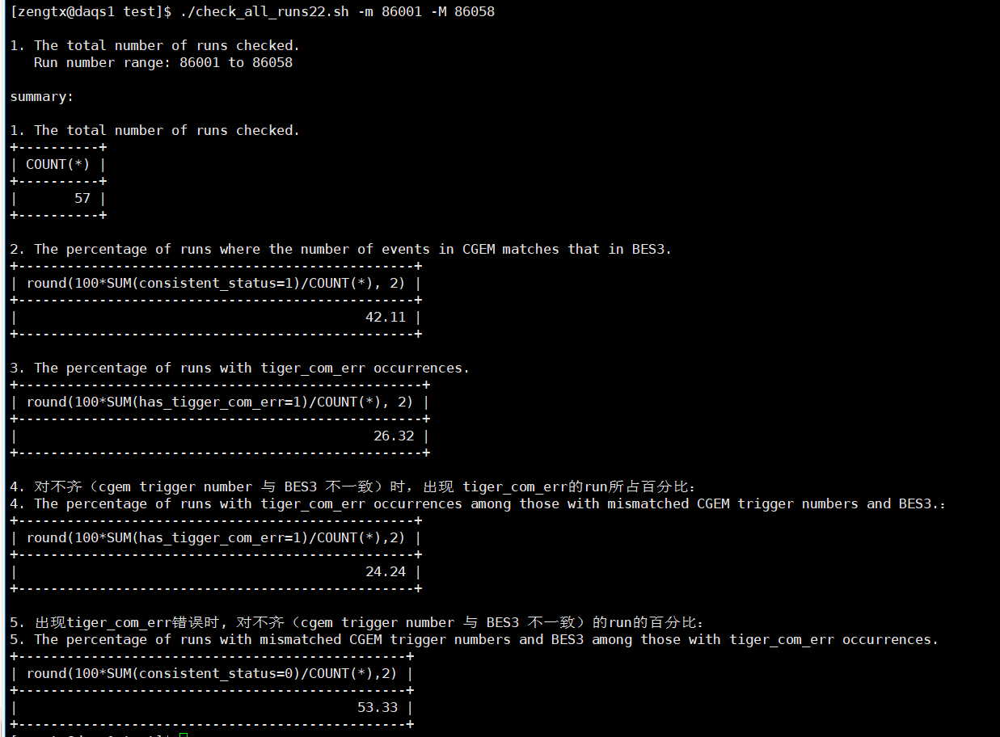 [zengtx@daqs1 test]$ ./check_all_runs22.sh -m 86001 -M 86058
1. The total number of runs checked.
Run number range: 86001 to 86058
summary:
1. The total number of runs checked.
+----------+
| COUNT(*) |
+----------+
| 57 |
+----------+
2. The percentage of runs where the number of events in CGEM matches that in BES3.
+-------------------------------------------------+
| round(100*SUM(consistent_status=1)/COUNT(*), 2) |
+-------------------------------------------------+
| 42.11 |
+-------------------------------------------------+
3. The percentage of runs with tiger_com_err occurrences.
+--------------------------------------------------+
| round(100*SUM(has_tigger_com_err=1)/COUNT(*), 2) |
+--------------------------------------------------+
| 26.32 |
+--------------------------------------------------+
4. 对不齐（cgem trigger number 与 BES3 不一致）时，出现 tiger_com_err的run所占百分比：
4. The percentage of runs with tiger_com_err occurrences among those with mismatched CGEM trigger numbers and BES3.：
+-------------------------------------------------+
| round(100*SUM(has_tigger_com_err=1)/COUNT(*),2) |
+-------------------------------------------------+
| 24.24 |
+-------------------------------------------------+
5. 出现tiger_com_err错误时, 对不齐（cgem trigger number 与 BES3 不一致）的run的百分比：
5. The percentage of runs with mismatched CGEM trigger numbers and BES3 among those with tiger_com_err occurrences.
+------------------------------------------------+
| round(100*SUM(consistent_status=0)/COUNT(*),2) |
+------------------------------------------------+
| 53.33 |
+------------------------------------------------+